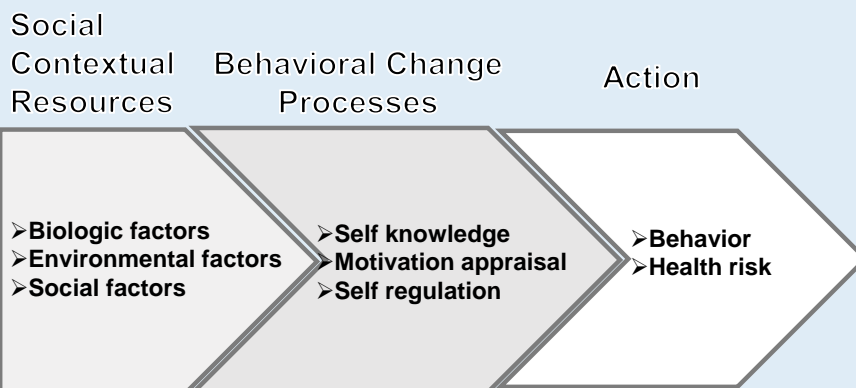 Social
Contextual
Resources
Behavioral Change
Processes
Action
➢Biologic factors
➢Environmental factors
➢Social factors
➢Self knowledge
➢Motivation appraisal
➢Self regulation
➢Behavior
➢Health risk